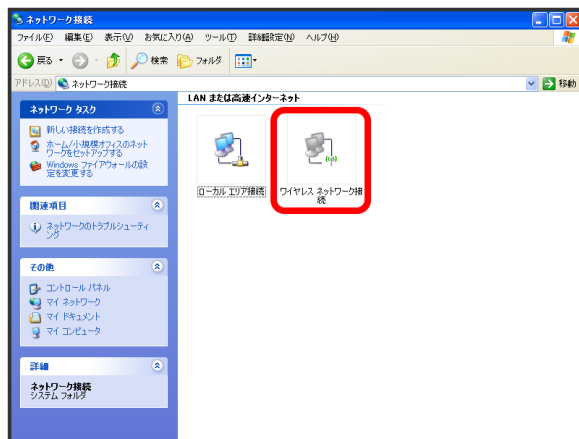 ネットワーク接続
ファイル(F) 編集(E) 表示(V) お気に入り(A) ツール(T) 詳細設定(N) ヘルプ(H)
戻る 検索 フォルダ
アドレス(D) ネットワーク接続 移動
LAN または高速インターネット
ネットワーク タスク
新しい接続を作成する
ホーム/小規模オフィスのネット
ワークをセットアップする
Windows ファイアウォールの設
定を変更する
関連項目
ネットワークのトラブルシューティ
ング
その他
コントロール パネル
マイ ネットワーク
マイ ドキュメント
マイ コンピュータ
詳細
ネットワーク接続
システム フォルダ
ローカル エリア接続
ワイヤレス ネットワーク接
続